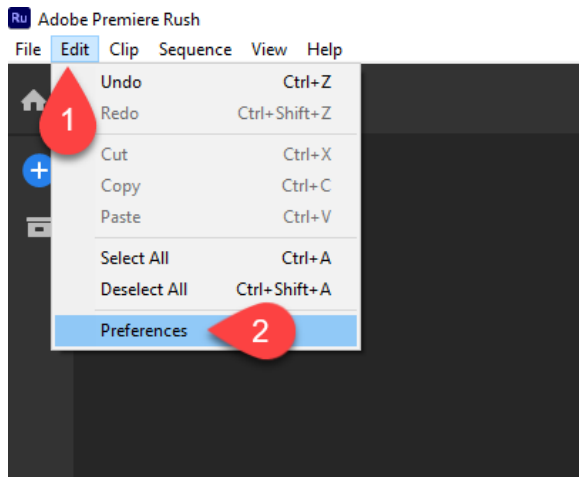 Ru Adobe Premiere Rush
File Edit Clip Sequence View Help
1
Undo Ctrl+Z
Redo Ctrl+Shift+Z
Cut Ctrl+X
Copy Ctrl+C
Paste Ctrl+V
Select All Ctrl+A
Deselect All Ctrl+Shift+A
Preferences 2